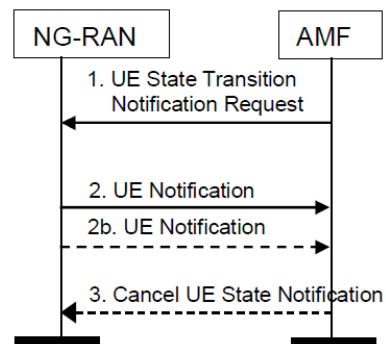 NG-RAN
AMF
1. UE State Transition
Notification Request
2. UE Notification
2b. UE Notification
3. Cancel UE State Notification